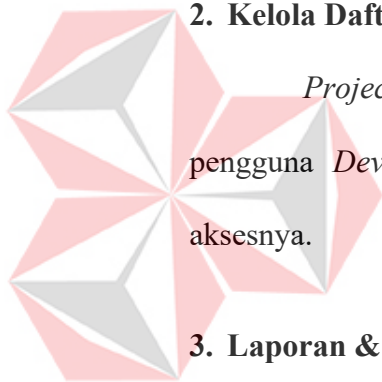 2. Kelola Daft
Projec
pengguna Dev
aksesnya.
3. Laporan &